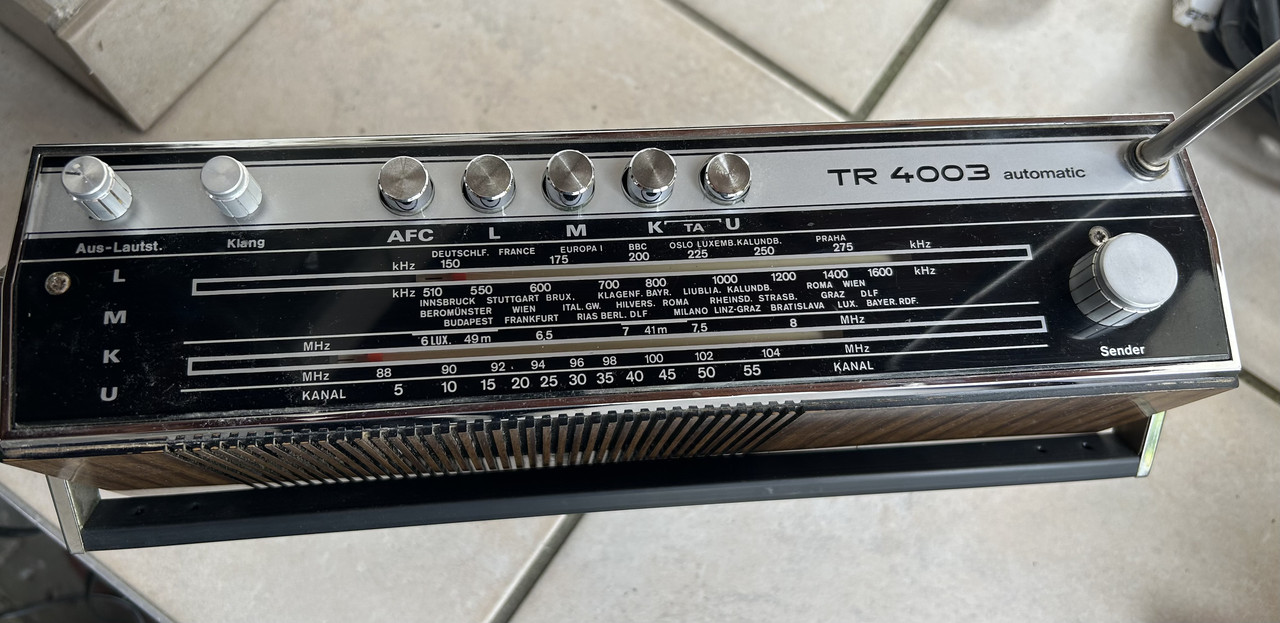 TR 4003 automatic
Aus-Lautst. Klang AFC L M K TA U
DEUTSCHLF. FRANCE EUROPA I BBC OSLO LUXEMB. KALUNDB. PRAHA
L kHz 150 175 200 225 250 275 kHz
kHz 510 550 600 700 800 1000 1200 1400 1600 kHz
INNSBRUCK STUTTGART BRUX. KLAGENF. BAYR. LJUBLIA. KALUNDB. ROMA WIEN
M BEROMÜNSTER WIEN ITAL.GW. HILVERS. ROMA RHEINSD. STRASB. GRAZ DLF
BUDAPEST FRANKFURT RIAS BERL. DLF MILANO LINZ-GRAZ BRATISLAVA LUX. BAYER.RDF.
K MHz 6 LUX. 49m 6,5 7 41m 7.5 8 MHz
MHz 88 90 92 94 96 98 100 102 104 MHz
U KANAL 5 10 15 20 25 30 35 40 45 50 55 KANAL
Sender